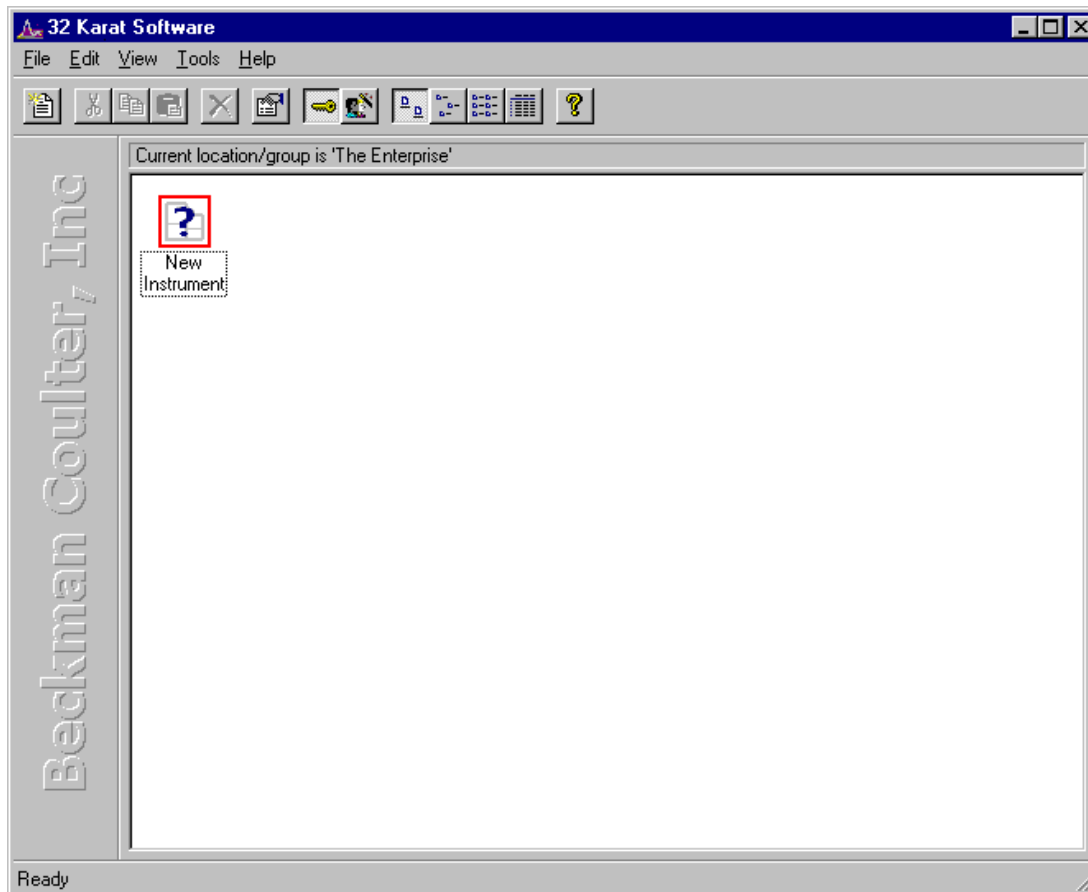 32 Karat Software
File Edit View Tools Help
Current location/group is 'The Enterprise'
Beckman Coulter, Inc
?
New
Instrument
Ready